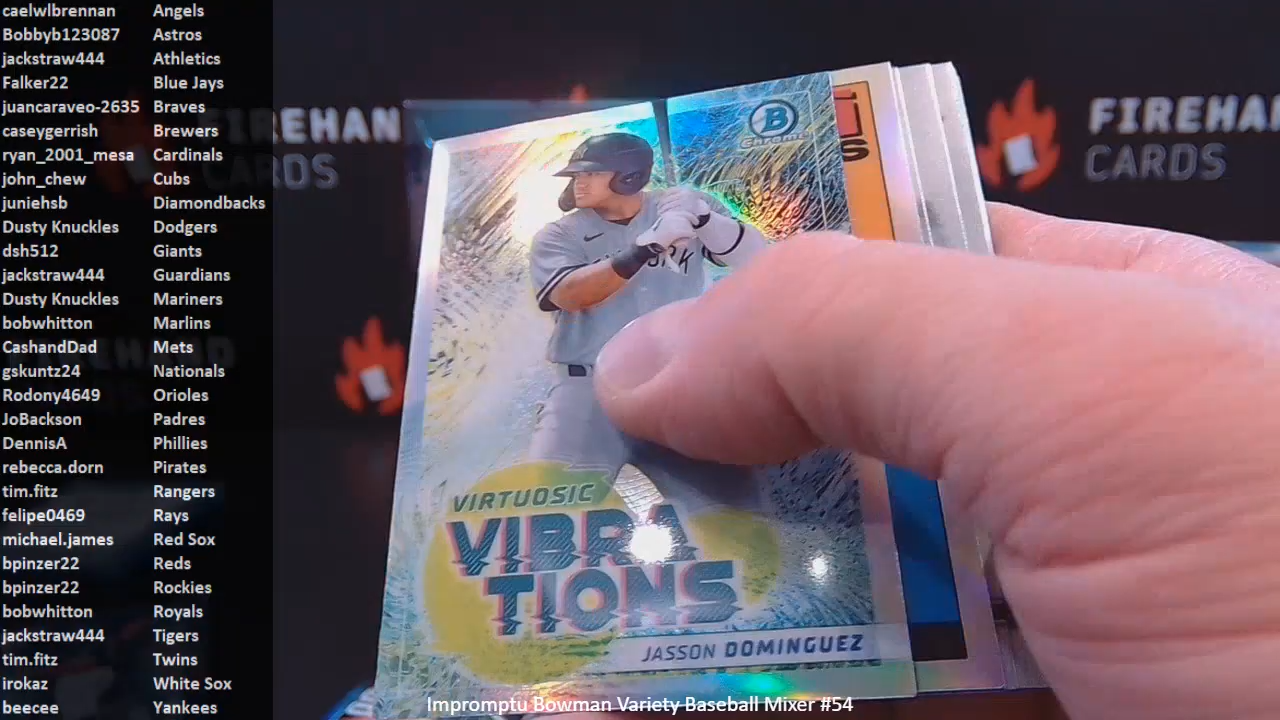 caelwlbrennan Angels
Bobbyb123087 Astros
jackstraw444 Athletics
Falker22 Blue Jays
juancaraveo-2635 Braves
caseygerrish Brewers
ryan_2001_mesa Cardinals
john_chew Cubs
juniehsb Diamondbacks
Dusty Knuckles Dodgers
dsh512 Giants
jackstraw444 Guardians
Dusty Knuckles Mariners
bobwhitton Marlins
CashandDad Mets
gskuntz24 Nationals
Rodony4649 Orioles
JoBackson Padres
DennisA Phillies
rebecca.dorn Pirates
tim.fitz Rangers
felipe0469 Rays
michael.james Red Sox
bpinzer22 Reds
bpinzer22 Rockies
bobwhitton Royals
jackstraw444 Tigers
tim.fitz Twins
irokaz White Sox
beecee Yankees
FIREHAN
CARDS
B
CHROME
FIREHA
CARDS
VIRTUOSIC
VIBRA
TIONS
JASSON DOMINGUEZ
Impromptu Bowman Variety Baseball Mixer #54